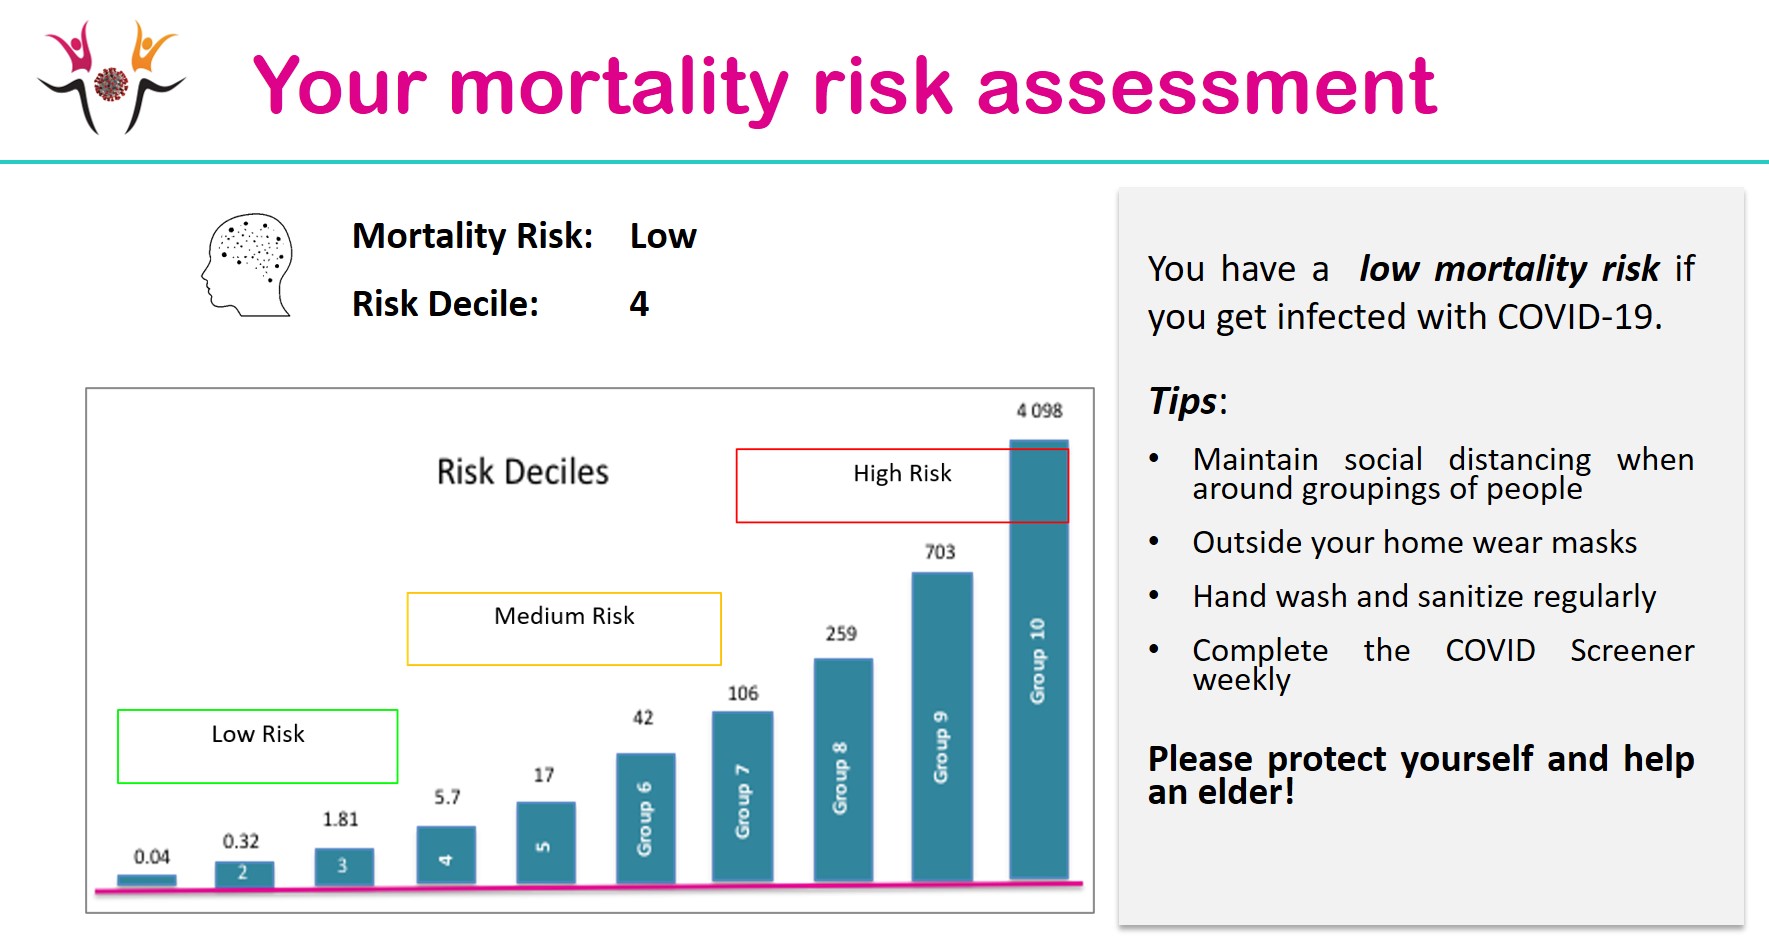 Your mortality risk assessment
Mortality Risk: Low
Risk Decile: 4
Risk Deciles
Low Risk
Medium Risk
High Risk
0.04
0.32
1.81
5.7
17
42
106
259
703
4 098
2
3
4
5
Group 6
Group 7
Group 8
Group 9
Group 10
You have a low mortality risk if
you get infected with COVID-19.
Tips:
• Maintain social distancing when
around groupings of people
• Outside your home wear masks
• Hand wash and sanitize regularly
• Complete the COVID Screener
weekly
Please protect yourself and help
an elder!